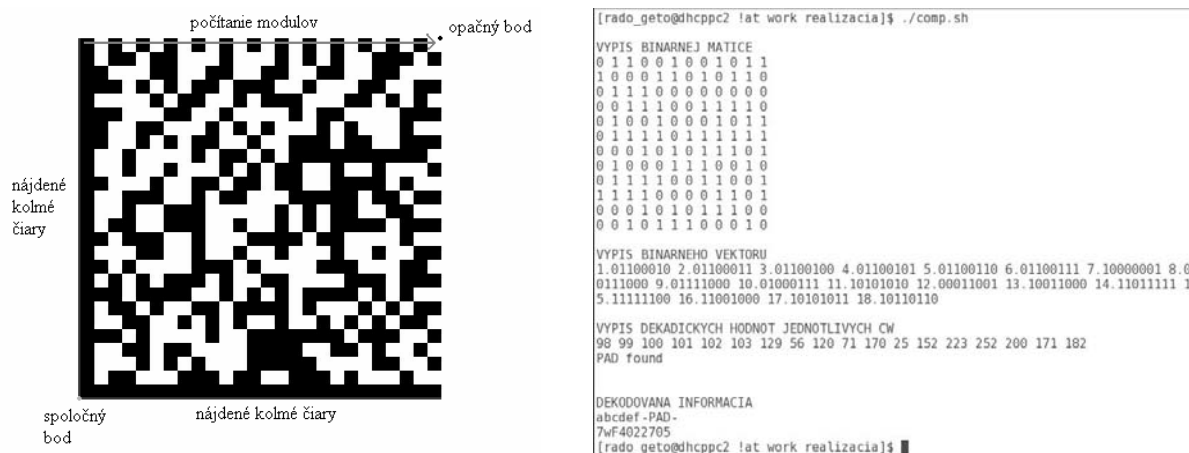 počítanie modulov
opačný bod
nájdené
kolmé
čiary
spoločný
bod
nájdené kolmé čiary
[rado_geto@dhcppc2 !at work realizacia]$ ./comp.sh
VYPIS BINARNEJ MATICE
0 1 1 0 0 1 0 0 1 0 1 1
1 0 0 0 1 1 0 1 0 1 1 0
0 1 1 1 0 0 0 0 0 0 0 0
0 0 1 1 1 0 0 1 1 1 1 0
0 1 0 0 1 0 0 0 1 0 1 1
0 1 1 1 1 0 1 1 1 1 1 1
0 0 0 1 0 1 0 1 1 1 0 1
0 1 0 0 0 1 1 1 0 0 1 0
0 1 1 1 1 0 0 1 1 0 0 1
1 1 1 1 0 0 0 0 1 1 0 1
0 0 0 1 0 1 0 1 1 1 0 0
0 0 1 0 1 1 1 0 0 0 1 0
VYPIS BINARNEHO VEKTORU
1.01100010 2.01100011 3.01100100 4.01100101 5.01100110 6.01100111 7.10000001 8.0
0111000 9.01111000 10.01000111 11.10101010 12.00011001 13.10011000 14.11011111 1
5.11111100 16.11001000 17.10101011 18.10110110
VYPIS DEKADICKYCH HODNOT JEDNOTLIVYCH CW
98 99 100 101 102 103 129 56 120 71 170 25 152 223 252 200 171 182
PAD found
DEKODOVANA INFORMACIA
abcdef-PAD-
7wF4022705
[rado_geto@dhcppc2 !at work realizacia]$